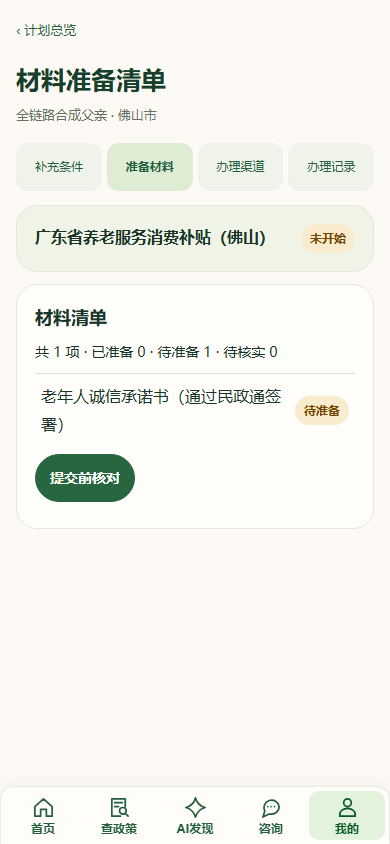 ‹ 计划总览
材料准备清单
全链路合成父亲 · 佛山市
补充条件
准备材料
办理渠道
办理记录
广东省养老服务消费补贴（佛山）
未开始
材料清单
共 1 项 · 已准备 0 · 待准备 1 · 待核实 0
老年人诚信承诺书（通过民政通签
署）
待准备
提交前核对
首页
查政策
AI发现
咨询
我的